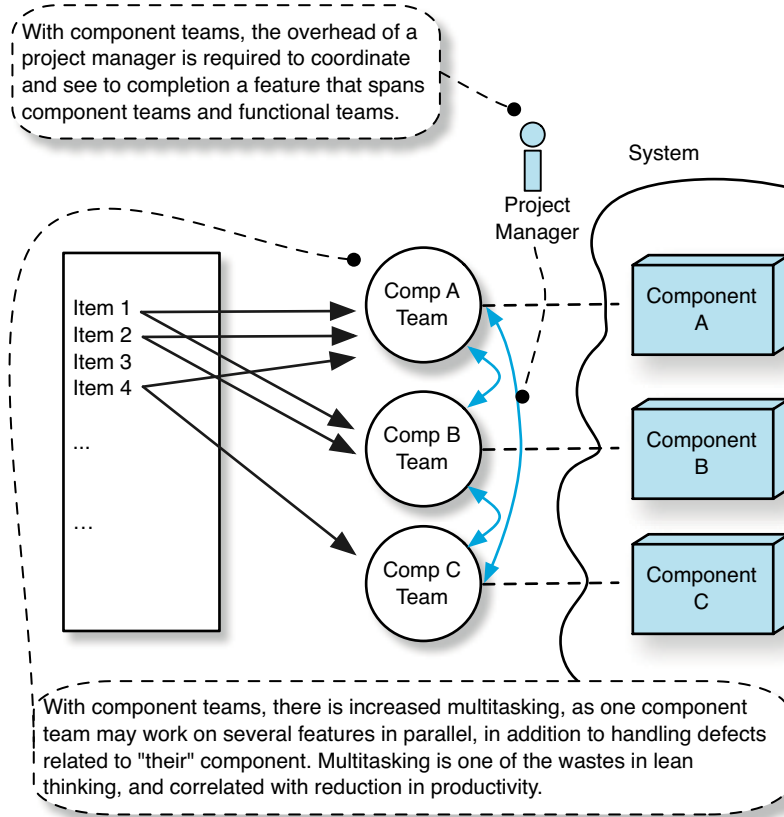 With component teams, the overhead of a
project manager is required to coordinate
and see to completion a feature that spans
component teams and functional teams.
System
Project
Manager
Item 1
Item 2
Item 3
Item 4
...
...
Comp A
Team
Comp B
Team
Comp C
Team
Component
A
Component
B
Component
C
With component teams, there is increased multitasking, as one component
team may work on several features in parallel, in addition to handling defects
related to "their" component. Multitasking is one of the wastes in lean
thinking, and correlated with reduction in productivity.